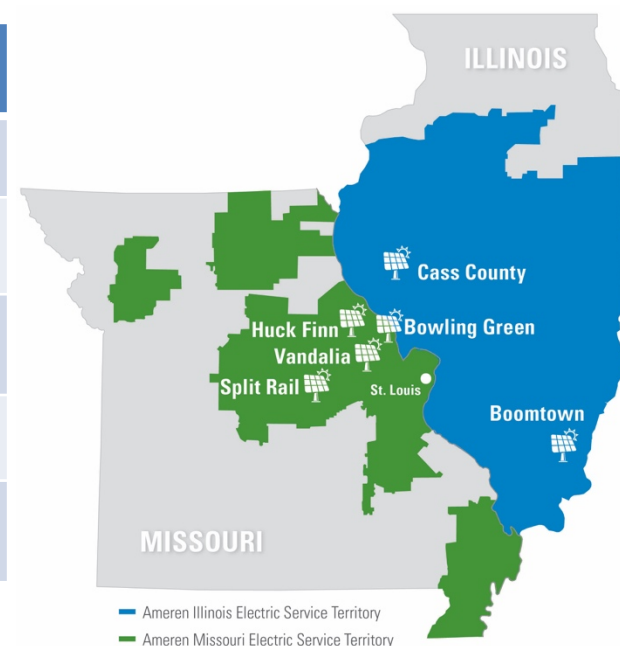 ILLINOIS
Cass County
Huck Finn
Bowling Green
Vandalia
Split Rail
St. Louis
Boomtown
MISSOURI
Ameren Illinois Electric Service Territory
Ameren Missouri Electric Service Territory